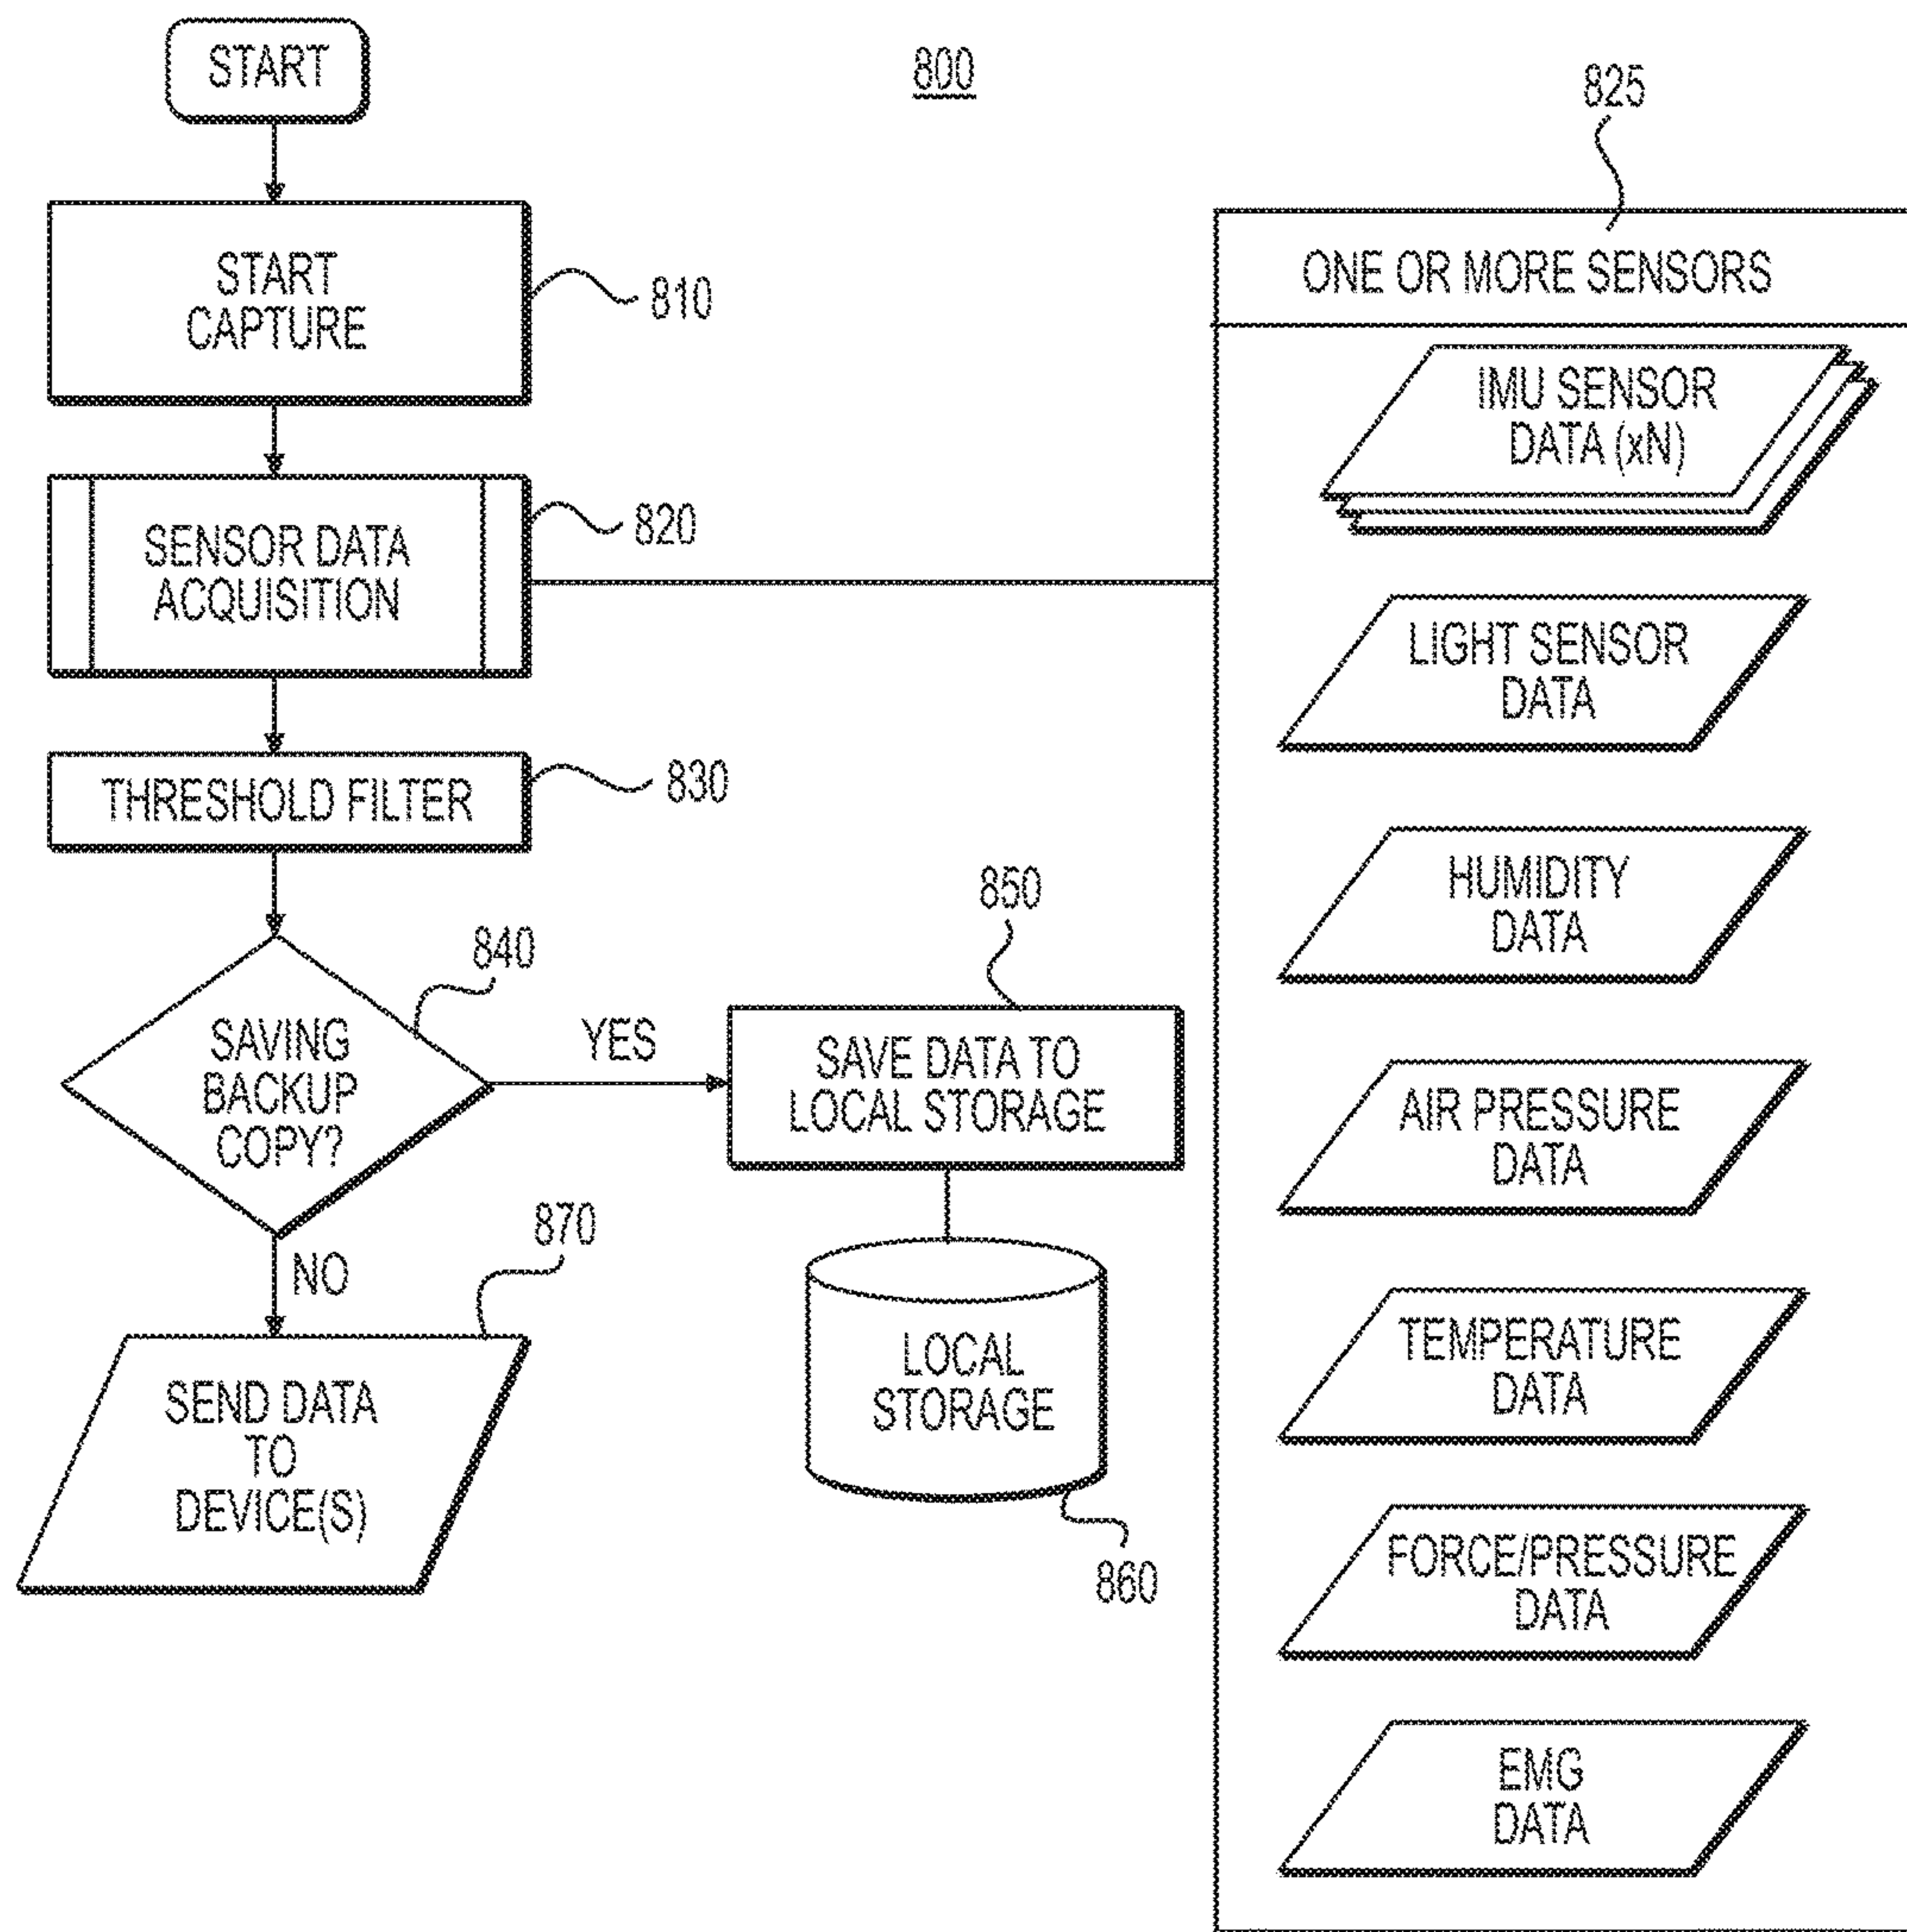 START
800
825
START
CAPTURE
810
ONE OR MORE SENSORS
IMU SENSOR
DATA (xN)
SENSOR DATA
ACQUISITION
820
LIGHT SENSOR
DATA
THRESHOLD FILTER
830
HUMIDITY
DATA
840
850
SAVING
BACKUP
COPY?
YES
SAVE DATA TO
LOCAL STORAGE
AIR PRESSURE
DATA
NO
870
SEND DATA
TO
DEVICE(S)
LOCAL
STORAGE
860
TEMPERATURE
DATA
FORCE/PRESSURE
DATA
EMG
DATA